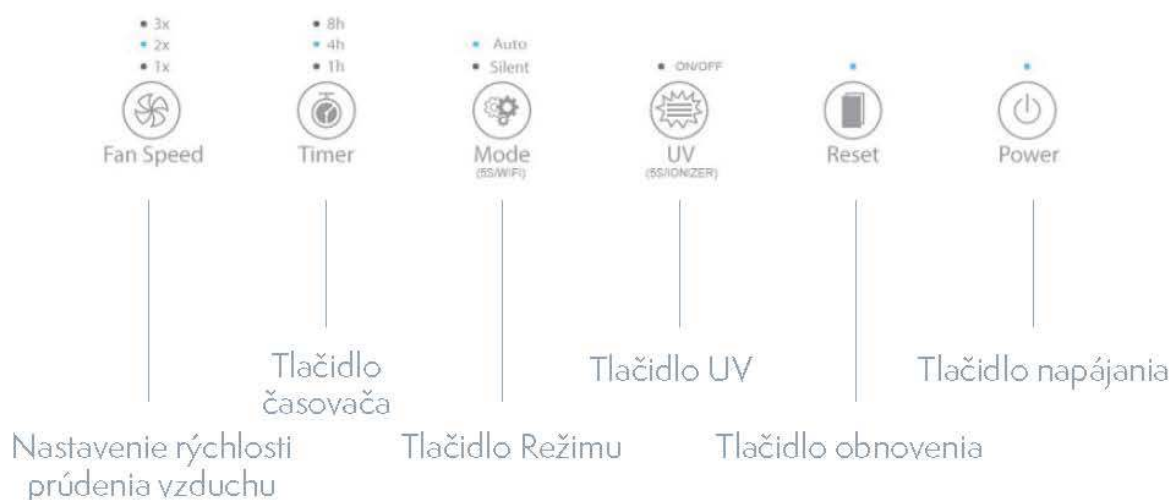 3x
2x
1x
Fan Speed
8h
4h
1h
Timer
Auto
Silent
Mode
(5S/WIFI)
ON/OFF
UV
(5S/IONIZER)
Reset
Power
Tlačidlo
časovača
Tlačidlo UV
Tlačidlo napájania
Nastavenie rýchlosti
prúdenia vzduchu
Tlačidlo Režimu
Tlačidlo obnovenia